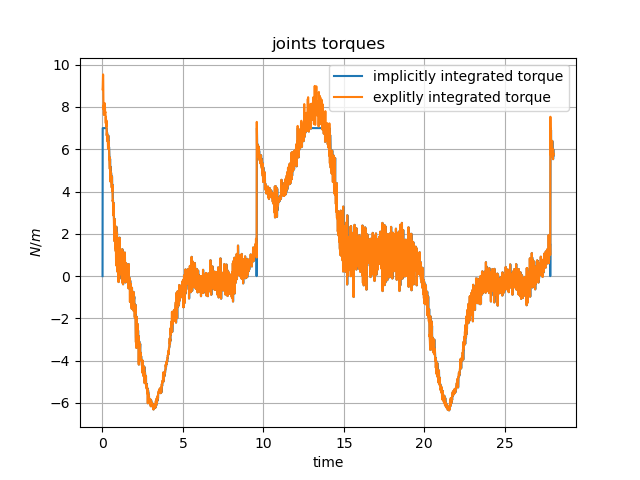 joints torques
implicitly integrated torque
explitly integrated torque
10
8
6
4
2
0
−2
−4
−6
N/m
0 5 10 15 20 25
time